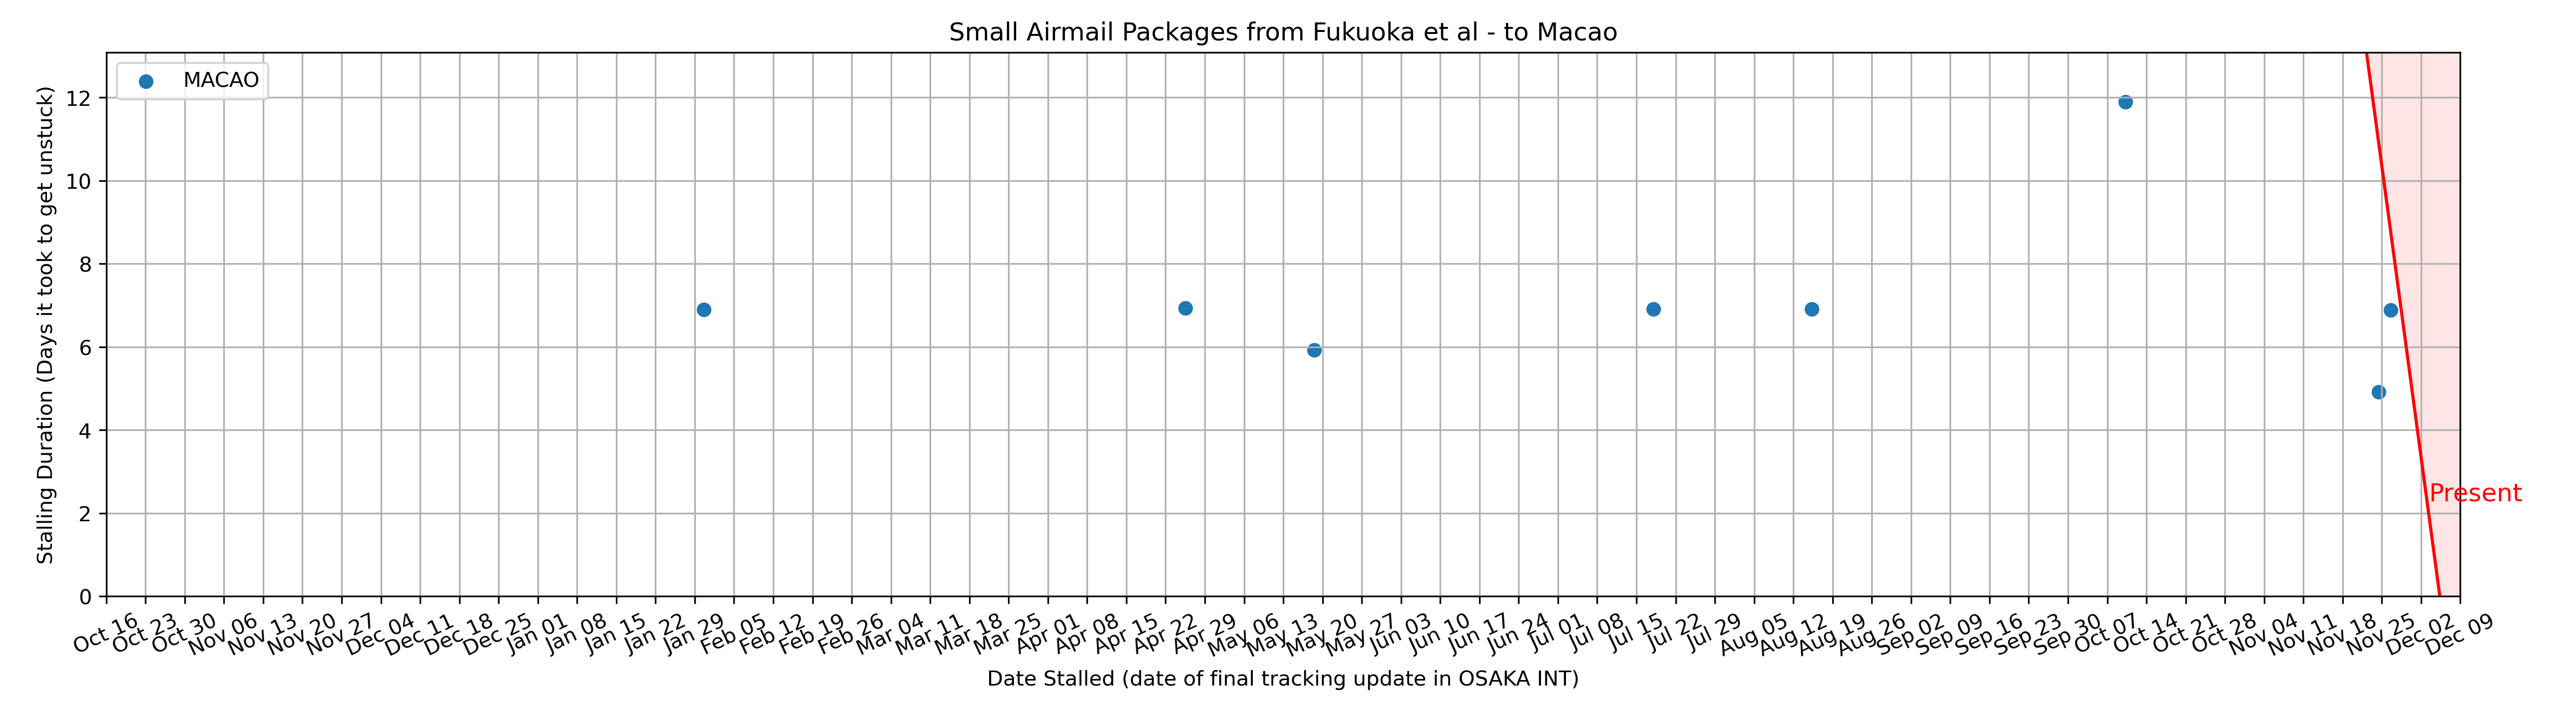 Small Airmail Packages from Fukuoka et al - to Macao
MACAO
Stalling Duration (Days it took to get unstuck)
12
10
8
6
4
2
0
Present
Oct 16
Oct 23
Oct 30
Nov 06
Nov 13
Nov 20
Nov 27
Dec 04
Dec 11
Dec 18
Dec 25
Jan 01
Jan 08
Jan 15
Jan 22
Jan 29
Feb 05
Feb 12
Feb 19
Feb 26
Mar 04
Mar 11
Mar 18
Mar 25
Apr 01
Apr 08
Apr 15
Apr 22
Apr 29
May 06
May 13
May 20
May 27
Jun 03
Jun 10
Jun 17
Jun 24
Jul 01
Jul 08
Jul 15
Jul 22
Jul 29
Aug 05
Aug 12
Aug 19
Aug 26
Sep 02
Sep 09
Sep 16
Sep 23
Sep 30
Oct 07
Oct 14
Oct 21
Oct 28
Nov 04
Nov 11
Nov 18
Nov 25
Dec 02
Dec 09
Date Stalled (date of final tracking update in OSAKA INT)